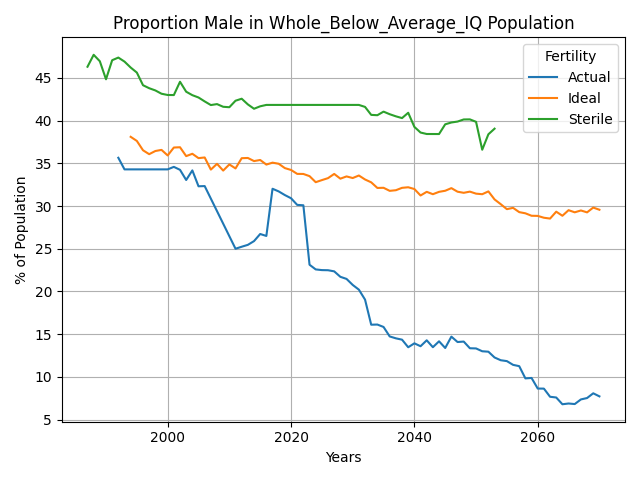 Proportion Male in Whole_Below_Average_IQ Population
Fertility
Actual
Ideal
Sterile
% of Population
45
40
35
30
25
20
15
10
5
2000 2020 2040 2060
Years